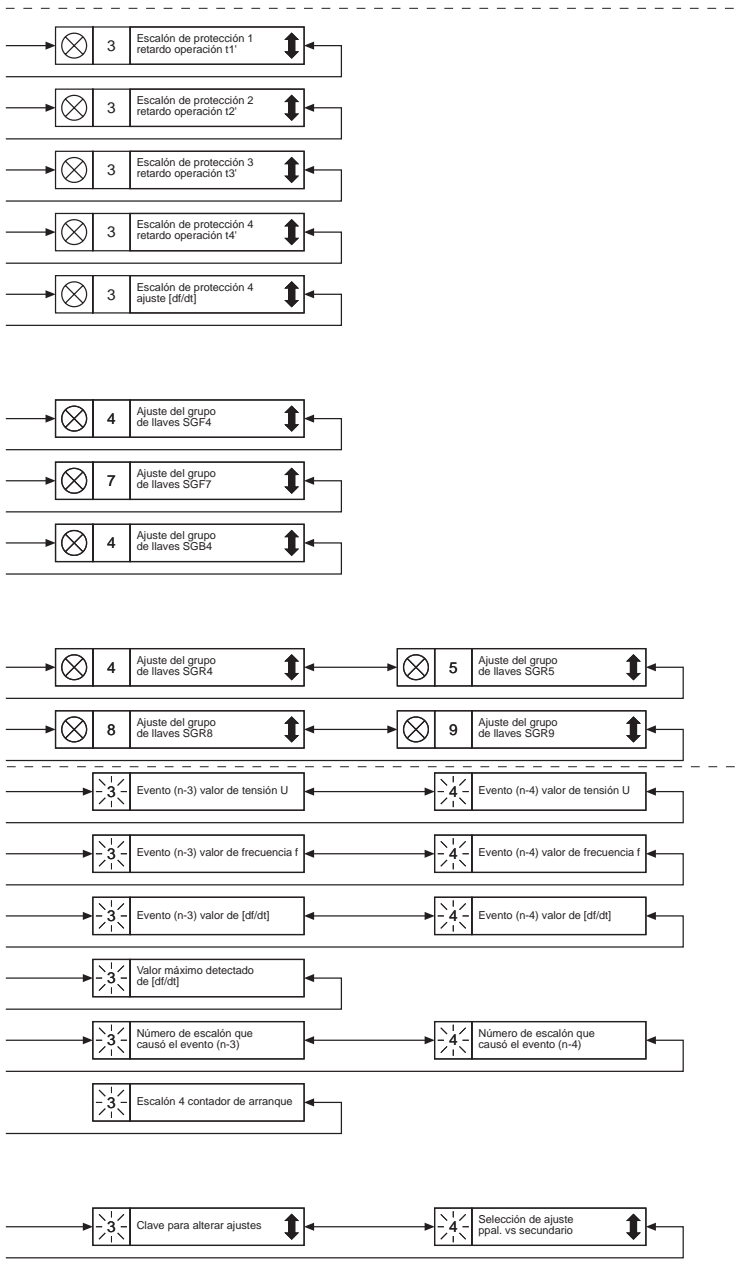 3 Escalón de protección 1
retardo operación t1'
3 Escalón de protección 2
retardo operación t2'
3 Escalón de protección 3
retardo operación t3'
3 Escalón de protección 4
retardo operación t4'
3 Escalón de protección 4
ajuste [df/dt]
4 Ajuste del grupo
de llaves SGF4
7 Ajuste del grupo
de llaves SGF7
4 Ajuste del grupo
de llaves SGB4
4 Ajuste del grupo
de llaves SGR4
5 Ajuste del grupo
de llaves SGR5
8 Ajuste del grupo
de llaves SGR8
9 Ajuste del grupo
de llaves SGR9
3 Evento (n-3) valor de tensión U
4 Evento (n-4) valor de tensión U
3 Evento (n-3) valor de frecuencia f
4 Evento (n-4) valor de frecuencia f
3 Evento (n-3) valor de [df/dt]
4 Evento (n-4) valor de [df/dt]
3 Valor máximo detectado
de [df/dt]
3 Número de escalón que
causó el evento (n-3)
4 Número de escalón que
causó el evento (n-4)
3 Escalón 4 contador de arranque
3 Clave para alterar ajustes
4 Selección de ajuste
ppal. vs secundario